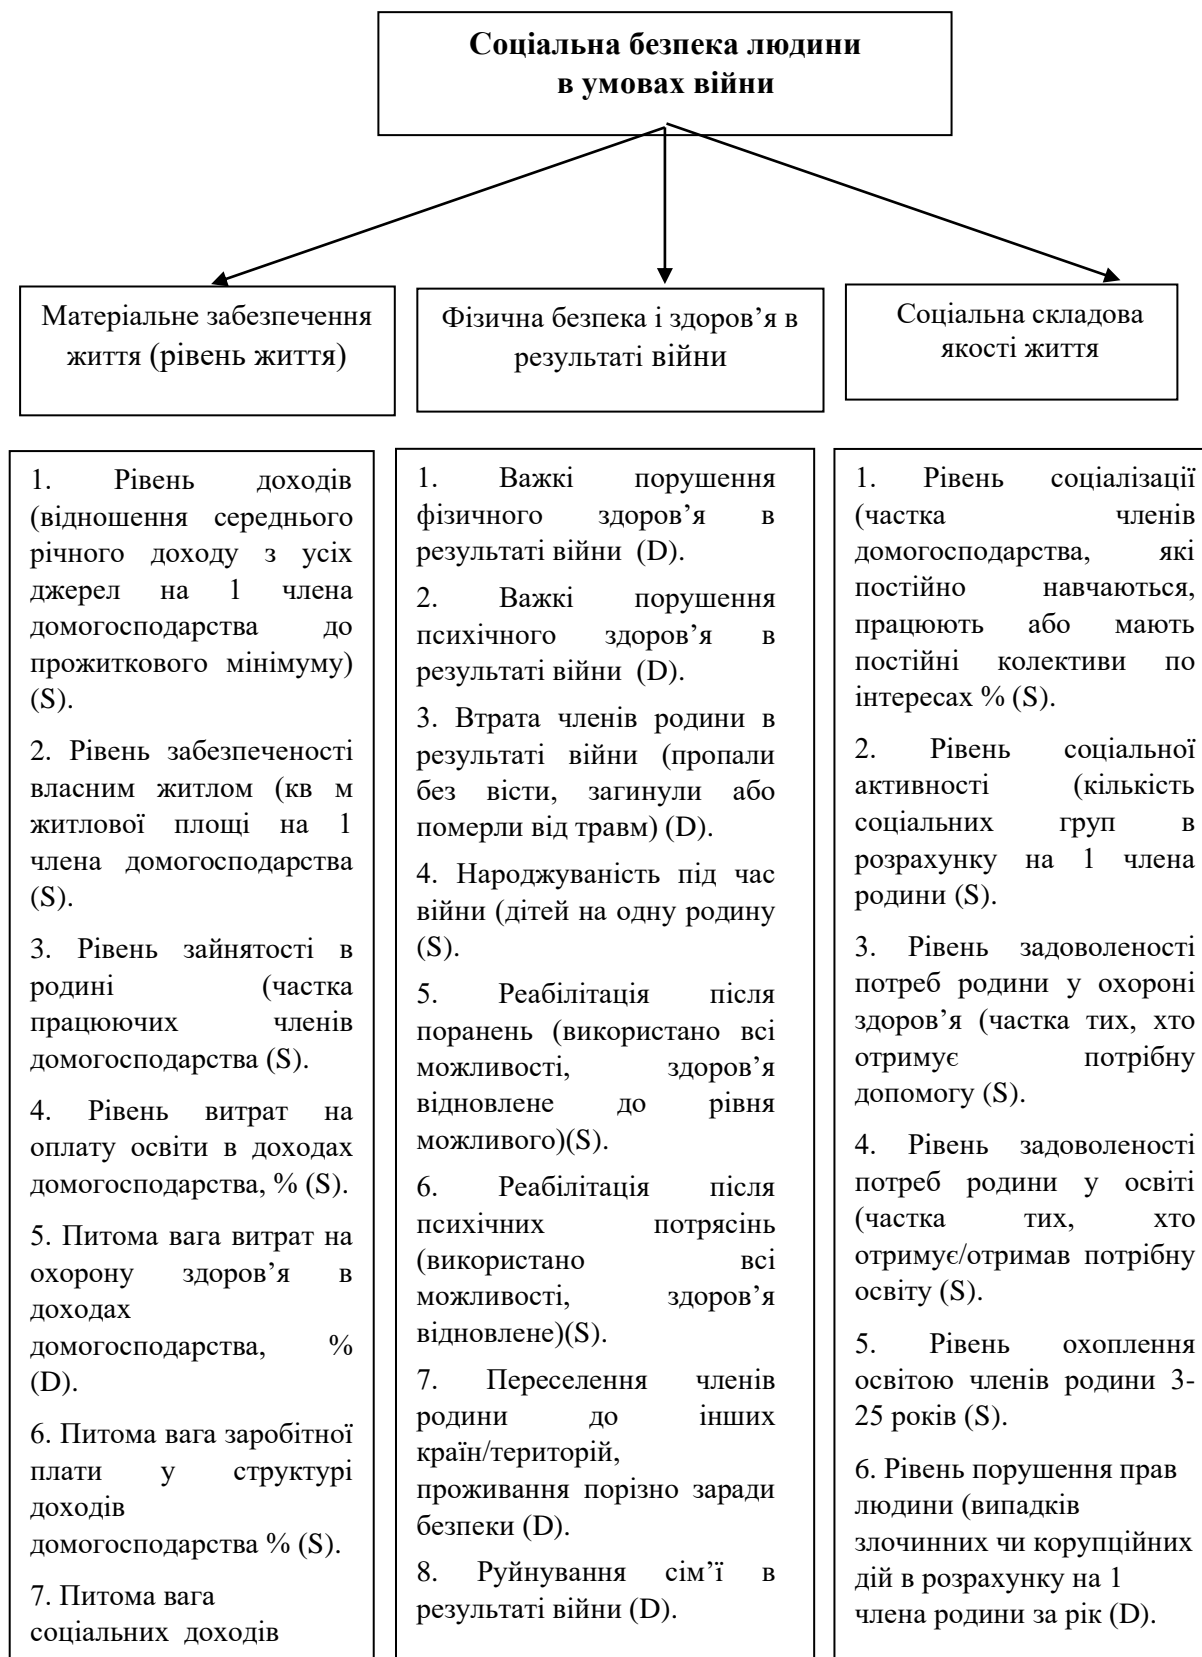 Соціальна безпека людини
в умовах війни
Матеріальне забезпечення
життя (рівень життя)
Фізична безпека і здоров’я в
результаті війни
Соціальна складова
якості життя
1. Рівень доходів
(відношення середнього
річного доходу з усіх
джерел на 1 члена
домогосподарства до
прожиткового мінімуму)
(S).
2. Рівень забезпеченості
власним житлом (кв м
житлової площі на 1
члена домогосподарства
(S).
3. Рівень зайнятості в
родині (частка
працюючих членів
домогосподарства (S).
4. Рівень витрат на
оплату освіти в доходах
домогосподарства, % (S).
5. Питома вага витрат на
охорону здоров’я в
доходах
домогосподарства, %
(D).
6. Питома вага заробітної
плати у структурі
доходів
домогосподарства % (S).
7. Питома вага
соціальних доходів
1. Важкі порушення
фізичного здоров’я в
результаті війни (D).
2. Важкі порушення
психічного здоров’я в
результаті війни (D).
3. Втрата членів родини в
результаті війни (пропали
без вісти, загинули або
померли від травм) (D).
4. Народжуваність під час
війни (дітей на одну родину
(S).
5. Реабілітація після
поранень (використано всі
можливості, здоров’я
відновлене до рівня
можливого)(S).
6. Реабілітація після
психічних потрясінь
(використано всі
можливості, здоров’я
відновлене)(S).
7. Переселення членів
родини до інших
країн/територій,
проживання порізно заради
безпеки (D).
8. Руйнування сім’ї в
результаті війни (D).
1. Рівень соціалізації
(частка членів
домогосподарства, які
постійно навчаються,
працюють або мають
постійні колективи по
інтересах % (S).
2. Рівень соціальної
активності (кількість
соціальних груп в
розрахунку на 1 члена
родини (S).
3. Рівень задоволеності
потреб родини у охороні
здоров’я (частка тих, хто
отримує потрібну
допомогу (S).
4. Рівень задоволеності
потреб родини у освіті
(частка тих, хто
отримує/отримав потрібну
освіту (S).
5. Рівень охоплення
освітою членів родини 3-
25 років (S).
6. Рівень порушення прав
людини (випадків
злочинних чи корупційних
дій в розрахунку на 1
члена родини за рік (D).